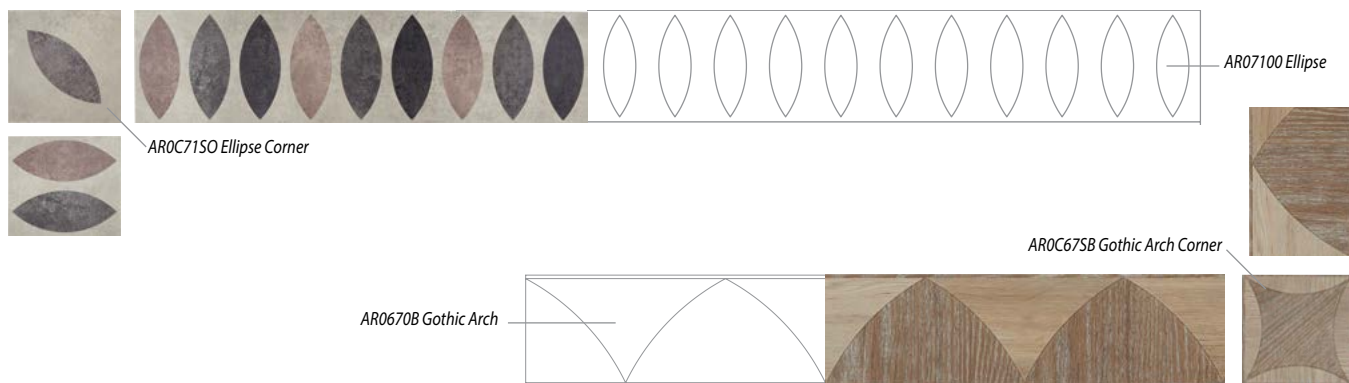 AR07100 Ellipse
AR0C71SO Ellipse Corner
AR0C67SB Gothic Arch Corner
AR0670B Gothic Arch